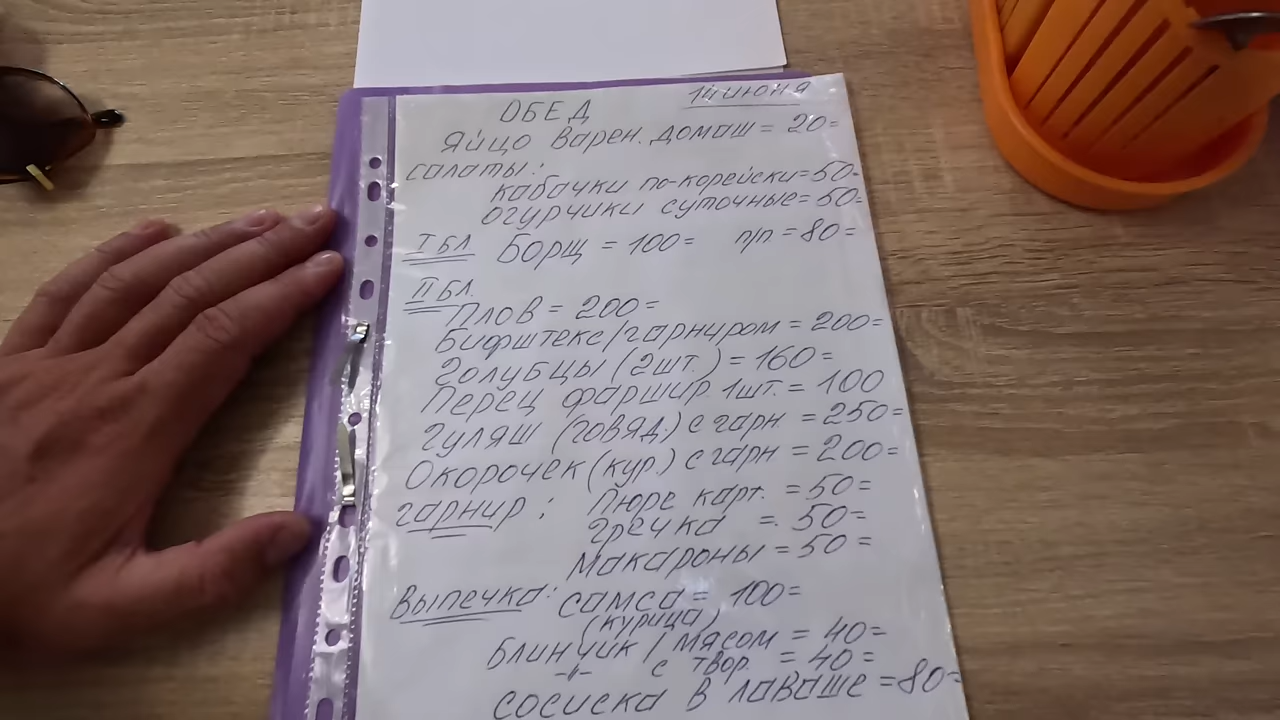 ОБЕД 14 июня
Яйцо варен. домаш = 20=
салаты:
кабачки по-корейски=50=
огурчики суточные=50=
I бл Борщ = 100= п/п = 80=
II бл.
Плов = 200=
Бифштекс/гарниром = 200=
Голубцы (2шт.) = 160=
Перец фаршир. 1шт. = 100
Гуляш (говяд.) с гарн. = 250=
Окорочек (кур.) с гарн = 200=
гарнир: Пюре карт. = 50=
Гречка = 50=
Макароны = 50=
Выпечка: самса = 100=
(курица)
Блинчик / мясом = 40=
-"- с твор. = 40=
сосиска в лаваше =80=